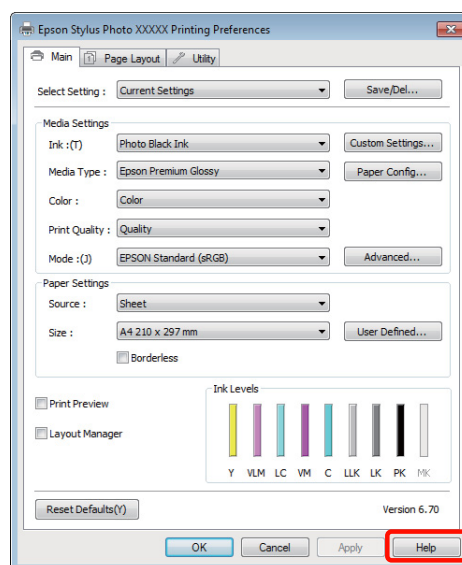 Epson Stylus Photo XXXXX Printing Preferences
Main Page Layout Utility
Select Setting : Current Settings Save/Del...
Media Settings
Ink :(T) Photo Black Ink Custom Settings...
Media Type : Epson Premium Glossy Paper Config...
Color : Color
Print Quality : Quality
Mode :(J) EPSON Standard (sRGB) Advanced...
Paper Settings
Source : Sheet
Size : A4 210 x 297 mm User Defined...
Borderless
Ink Levels
Print Preview
Layout Manager
Y VLM LC VM C LLK LK PK MK
Reset Defaults(Y) Version 6.70
OK Cancel Apply Help